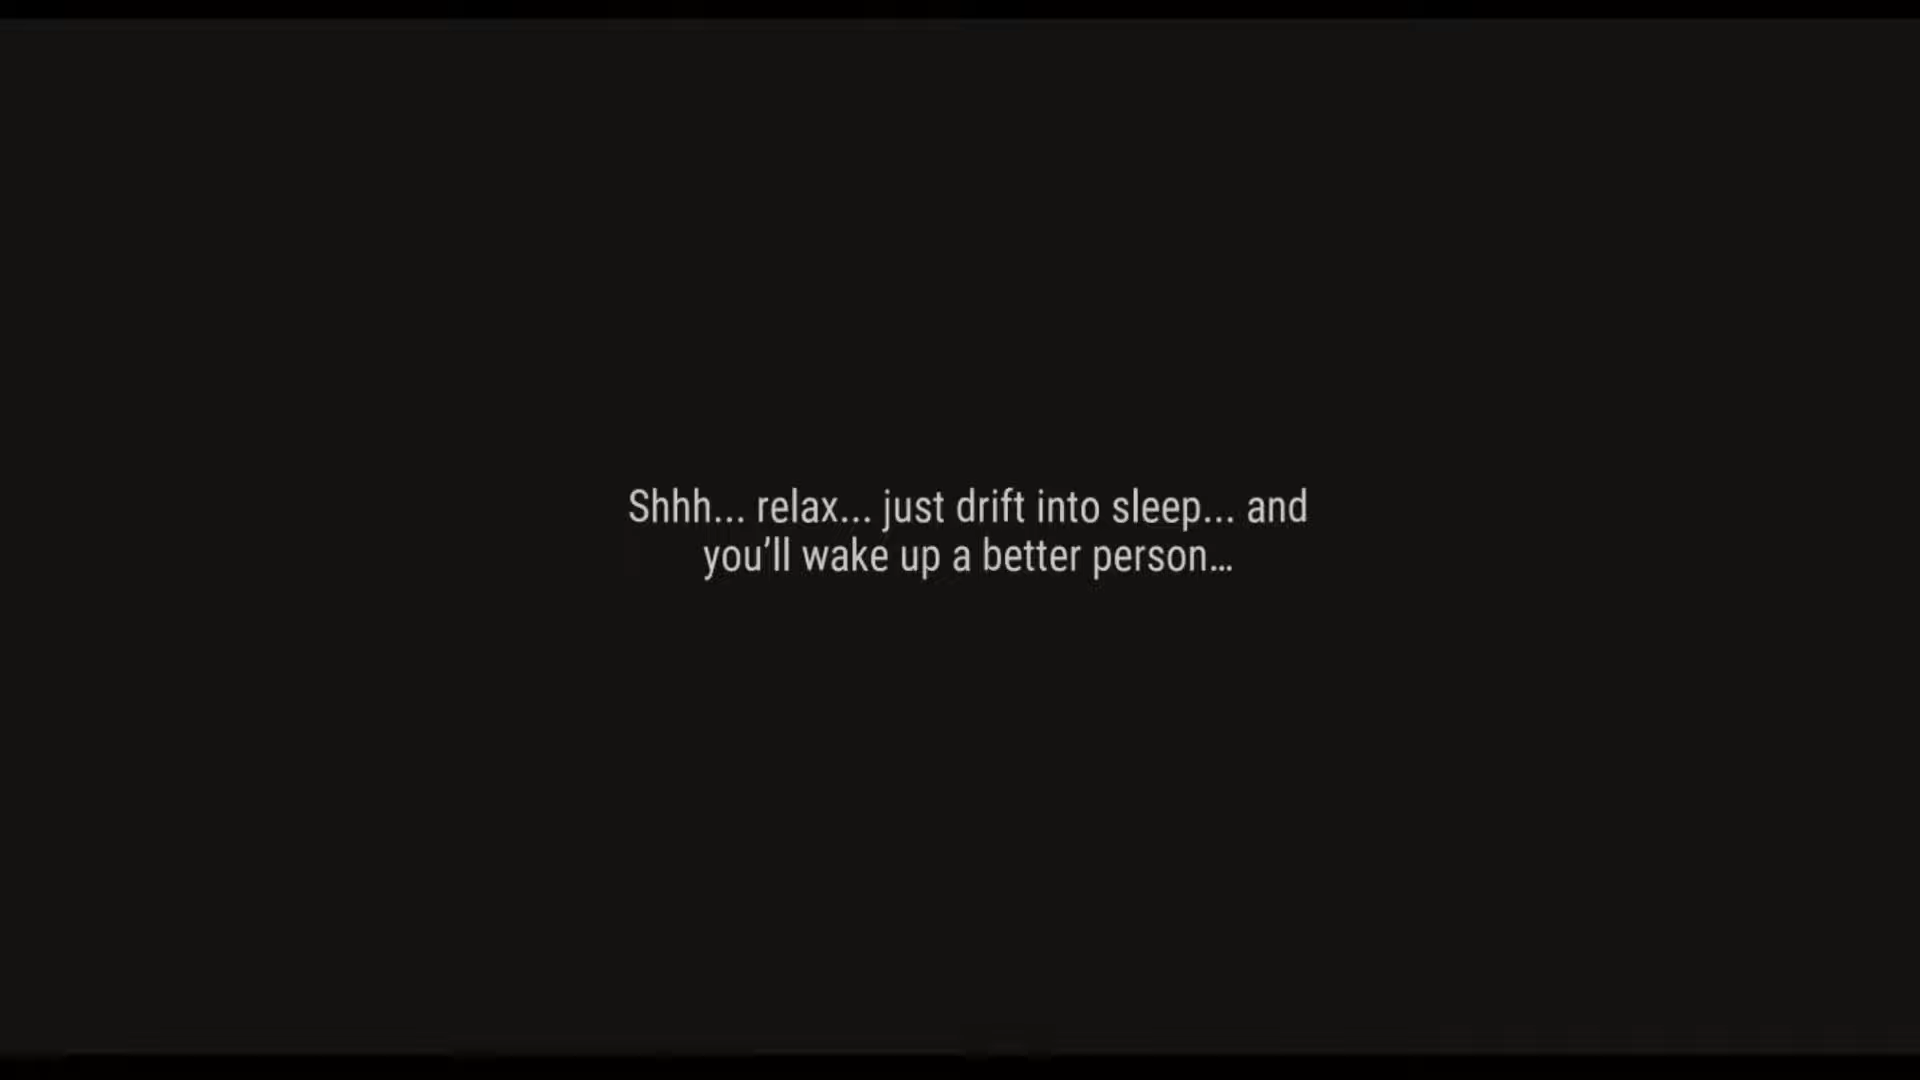 Shhh... relax... just drift into sleep... and
you’ll wake up a better person...